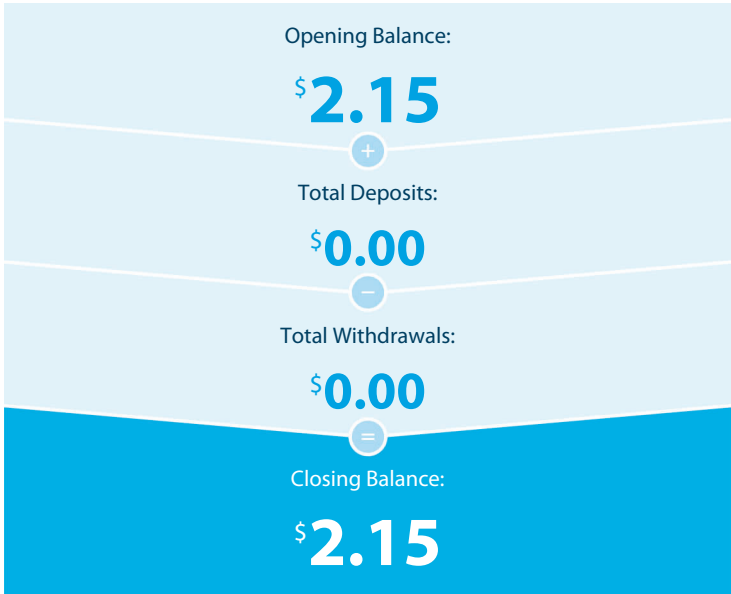 Opening Balance:
$2.15
+
Total Deposits:
$0.00
−
Total Withdrawals:
$0.00
=
Closing Balance:
$2.15